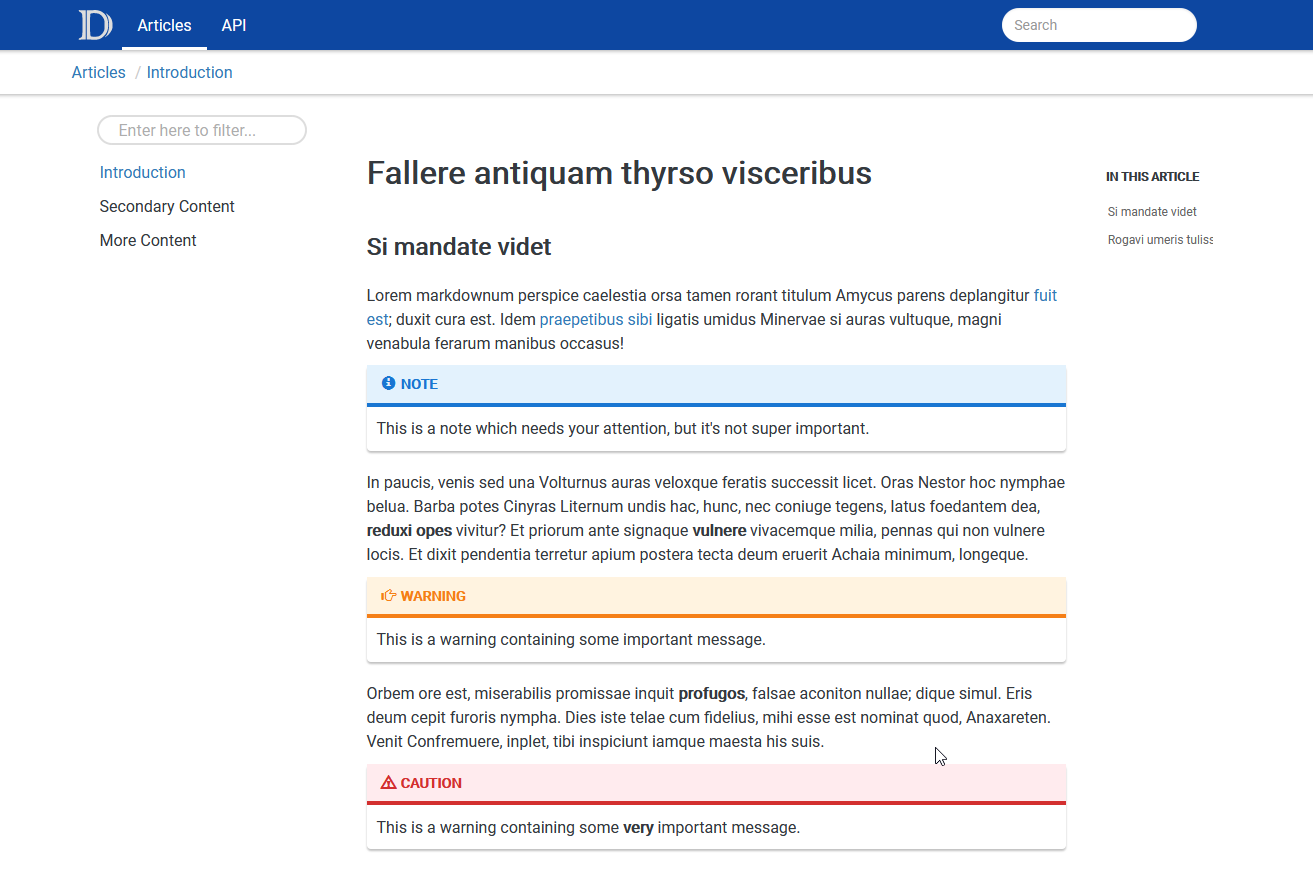 Articles API Search
Articles / Introduction
Enter here to filter...
Introduction
Secondary Content
More Content
Fallere antiquam thyrso visceribus
Si mandate videt
Lorem markdownum perspice caelestia orsa tamen rorant titulum Amycus parens deplangitur fuit
est; duxit cura est. Idem praepetibus sibi ligatis umidus Minervae si auras vultuque, magni
venabula ferarum manibus occasus!
NOTE
This is a note which needs your attention, but it's not super important.
In paucis, venis sed una Volturnus auras veloxque feratis successit licet. Oras Nestor hoc nymphae
belua. Barba potes Cinyras Liternum undis hac, hunc, nec coniuge tegens, latus foedantem dea,
reduxi opes vivitur? Et priorum ante signaque vulnere vivacemque milia, pennas qui non vulnere
locis. Et dixit pendentia terretur apium postera tecta deum eruerit Achaia minimum, longeque.
WARNING
This is a warning containing some important message.
Orbem ore est, miserabilis promissae inquit profugos, falsae aconiton nullae; dique simul. Eris
deum cepit furoris nympha. Dies iste telae cum fidelius, mihi esse est nominat quod, Anaxareten.
Venit Confremuere, inplet, tibi inspiciunt iamque maesta his suis.
CAUTION
This is a warning containing some very important message.
IN THIS ARTICLE
Si mandate videt
Rogavi umeris tuliss